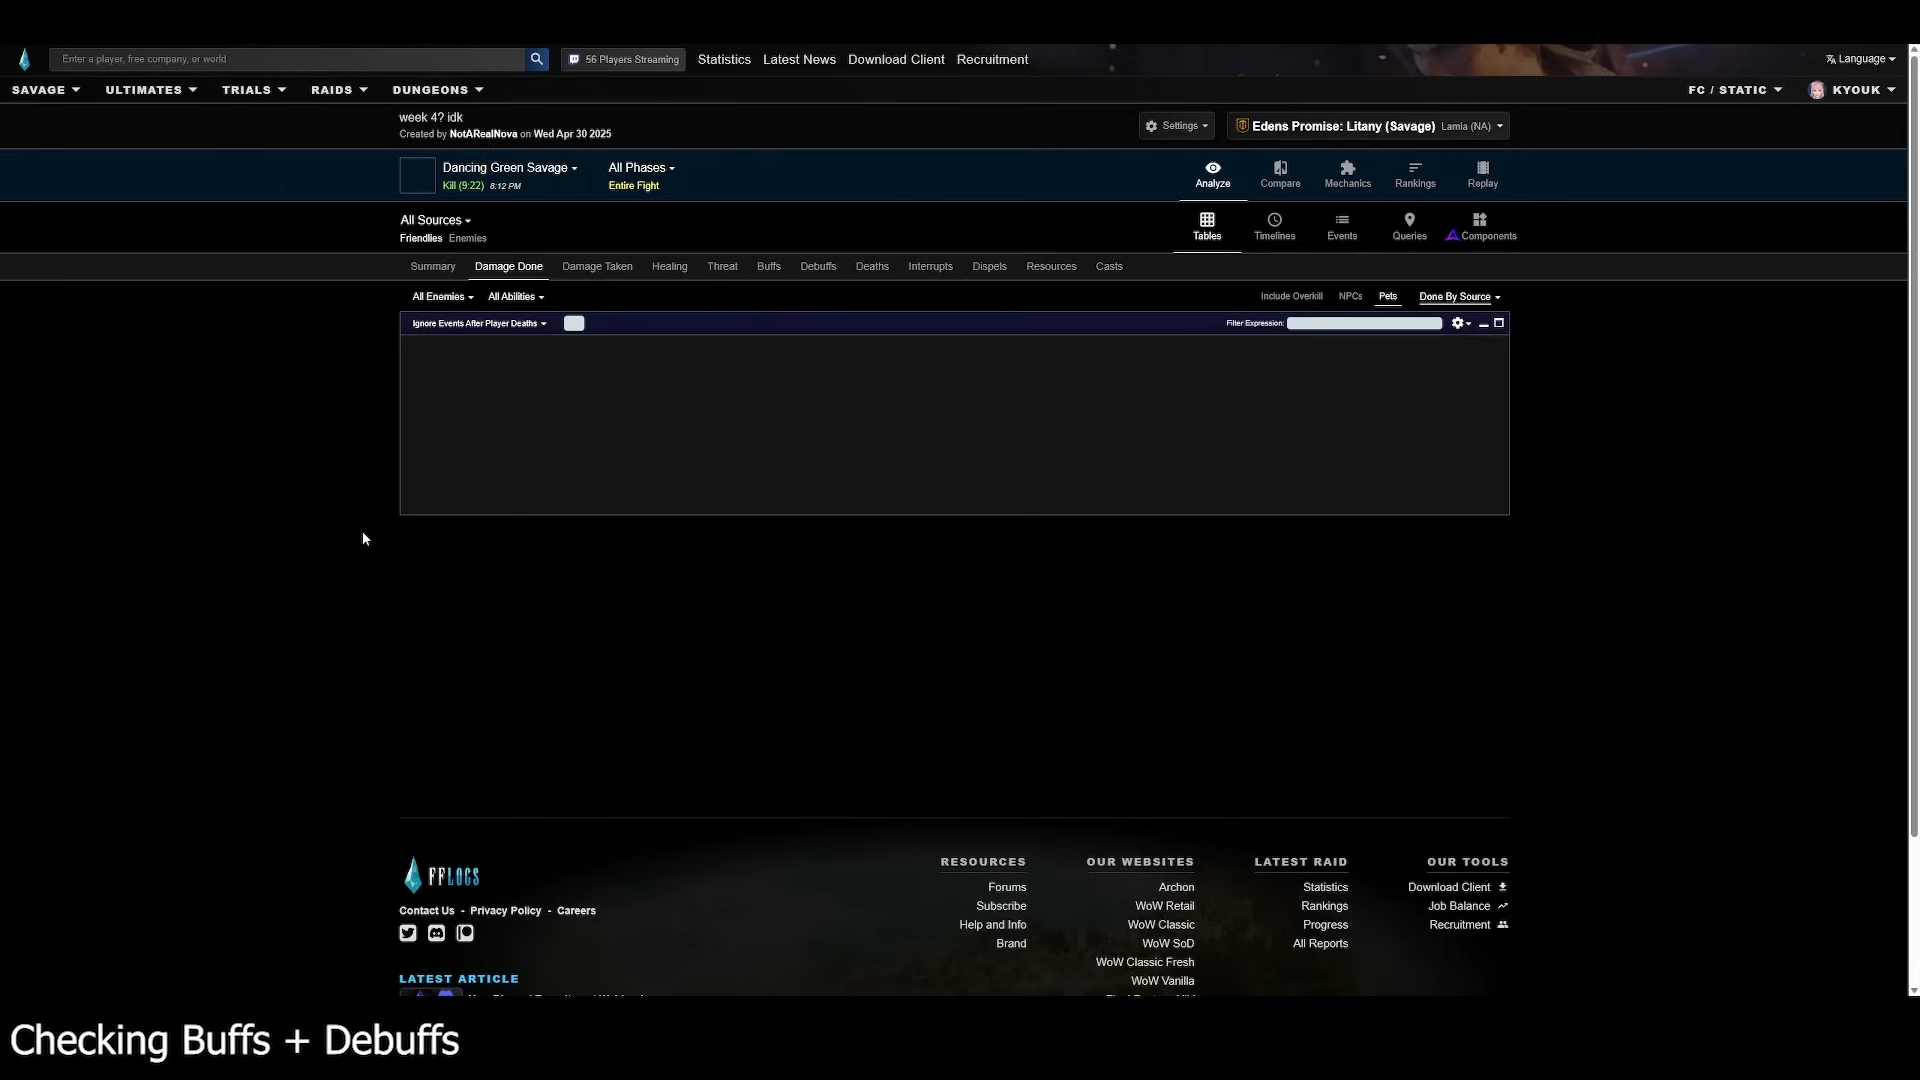 Enter a player, free company, or world
56 Players Streaming
Statistics
Latest News
Download Client
Recruitment
Language
SAVAGE
ULTIMATES
TRIALS
RAIDS
DUNGEONS
FC / STATIC
KYOUK
week 4? idk
Created by NotARealNova on Wed Apr 30 2025
Settings
Edens Promise: Litany (Savage) Lamia (NA)
Dancing Green Savage
Kill (9:22) 8:12 PM
All Phases
Entire Fight
Analyze
Compare
Mechanics
Rankings
Replay
All Sources
Friendlies Enemies
Tables
Timelines
Events
Queries
Components
Summary
Damage Done
Damage Taken
Healing
Threat
Buffs
Debuffs
Deaths
Interrupts
Dispels
Resources
Casts
All Enemies
All Abilities
Include Overkill
NPCs
Pets
Done By Source
Ignore Events After Player Deaths
Filter Expression:
FFLOGS
Contact Us - Privacy Policy - Careers
LATEST ARTICLE
RESOURCES
Forums
Subscribe
Help and Info
Brand
OUR WEBSITES
Archon
WoW Retail
WoW Classic
WoW SoD
WoW Classic Fresh
WoW Vanilla
LATEST RAID
Statistics
Rankings
Progress
All Reports
OUR TOOLS
Download Client
Job Balance
Recruitment
Checking Buffs + Debuffs